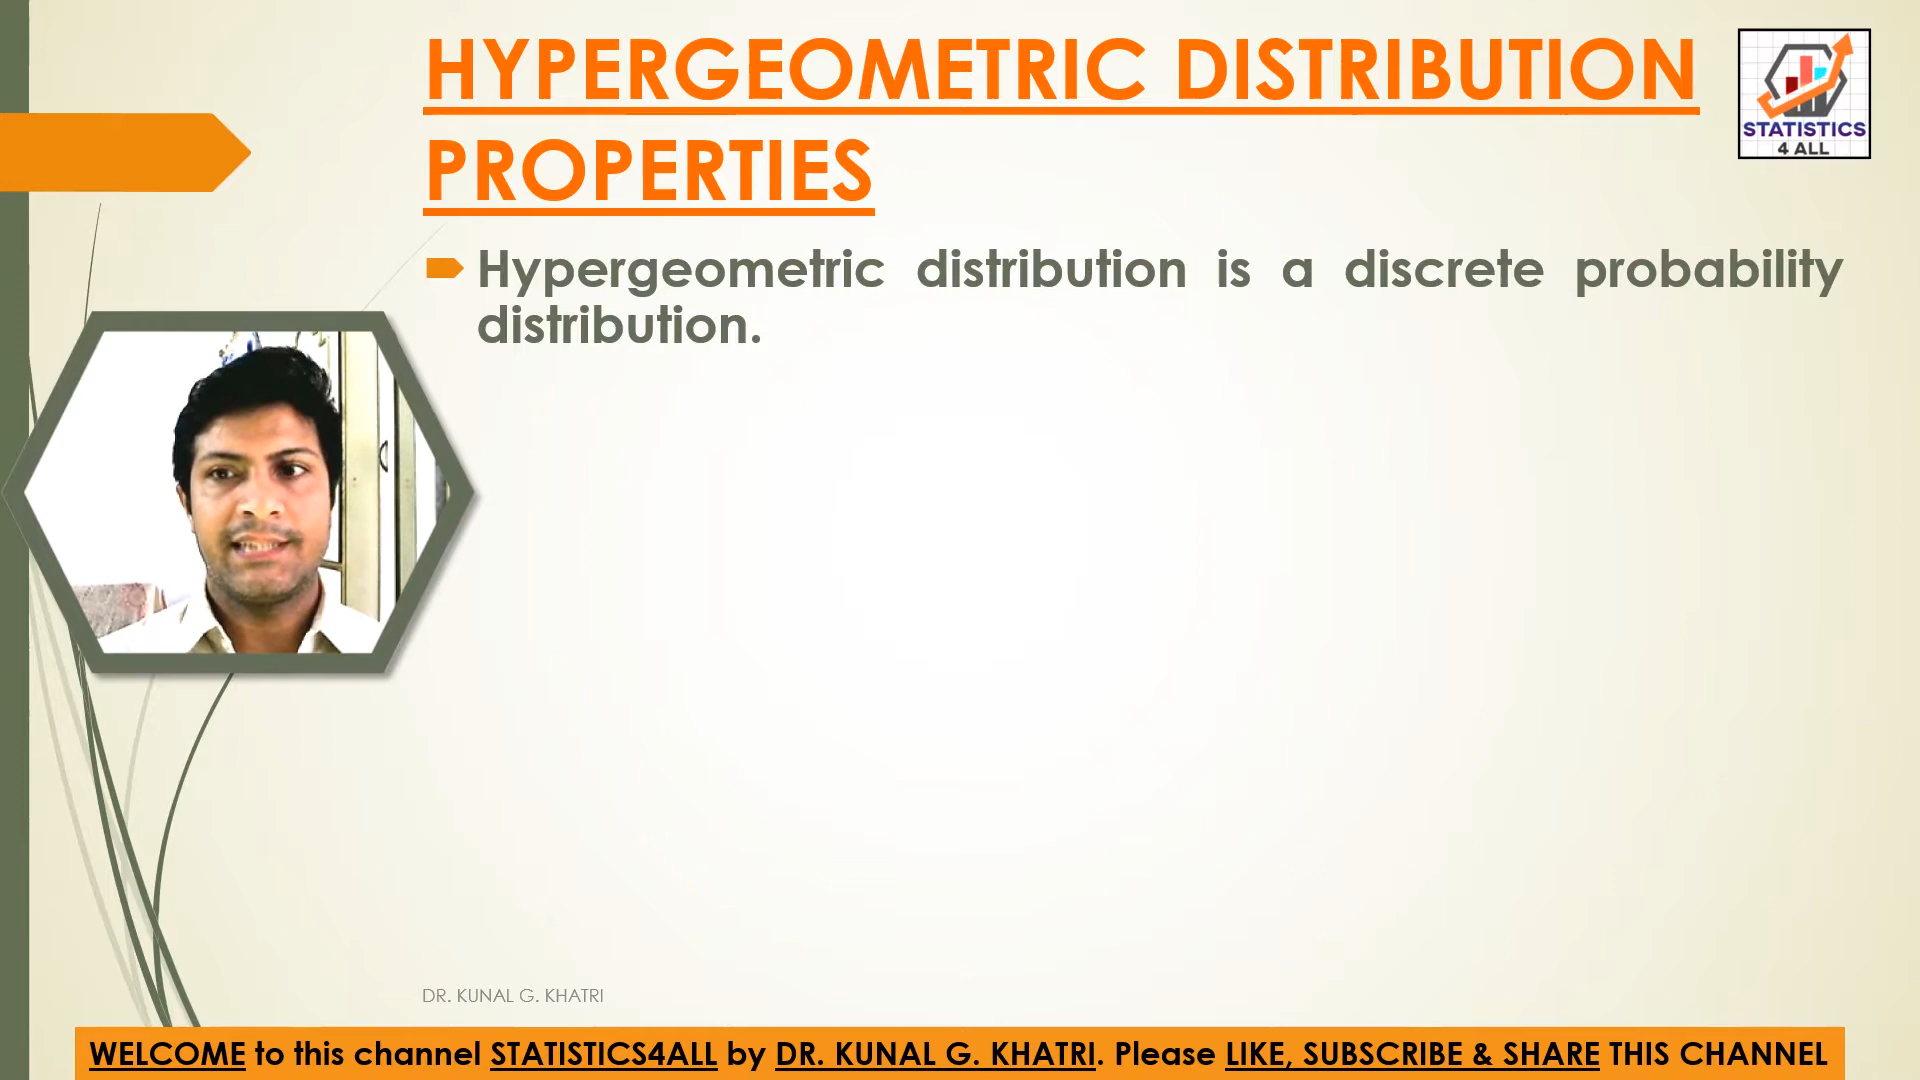 HYPERGEOMETRIC DISTRIBUTION
PROPERTIES
STATISTICS
4 ALL
Hypergeometric distribution is a discrete probability
distribution.
DR. KUNAL G. KHATRI
WELCOME to this channel STATISTICS4ALL by DR. KUNAL G. KHATRI. Please LIKE, SUBSCRIBE & SHARE THIS CHANNEL